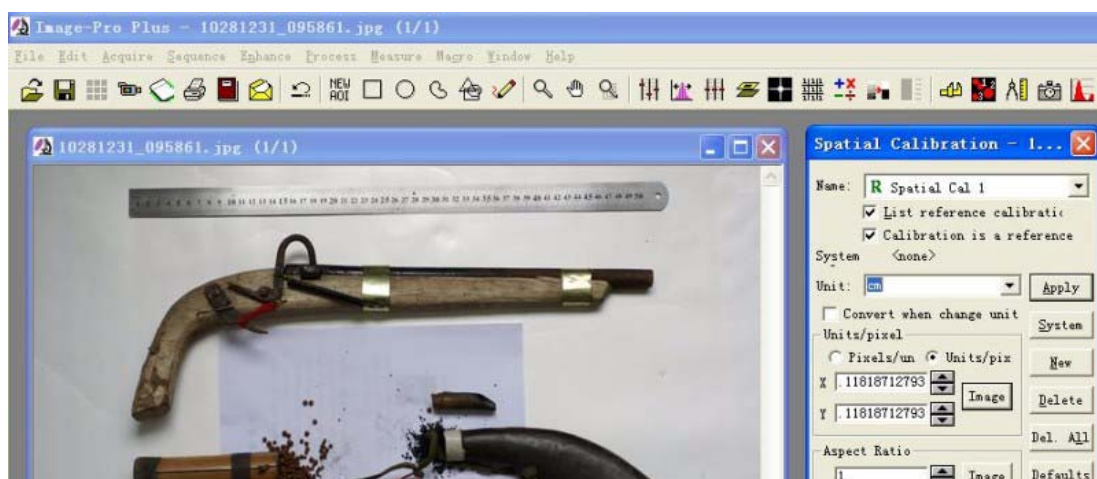 Image-Pro Plus - 10281231_095861.jpg (1/1)
File Edit Acquire Sequence Enhance Process Measure Macro Window Help
NEW
AOI
10281231_095861.jpg (1/1)
Spatial Calibration - 1...
Name: R Spatial Cal 1
List reference calibratic
Calibration is a reference
System <none>
Unit: cm Apply
Convert when change unit
System
Units/pixel
Pixels/un Units/pix
New
X .11818712793
Image
Delete
Y .11818712793
Del. All
Aspect Ratio
1 Image Defaults